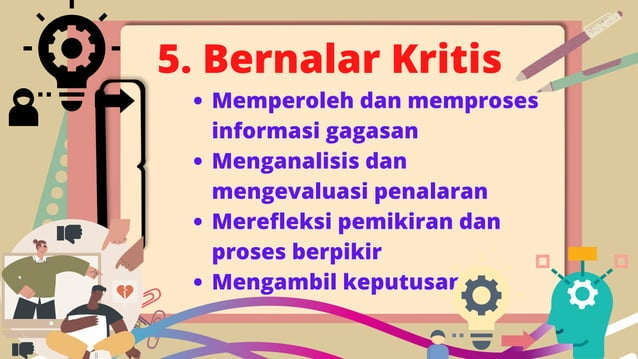 5. Bernalar Kritis
• Memperoleh dan memproses
informasi gagasan
• Menganalisis dan
mengevaluasi penalaran
• Merefleksi pemikiran dan
proses berpikir
• Mengambil keputusan